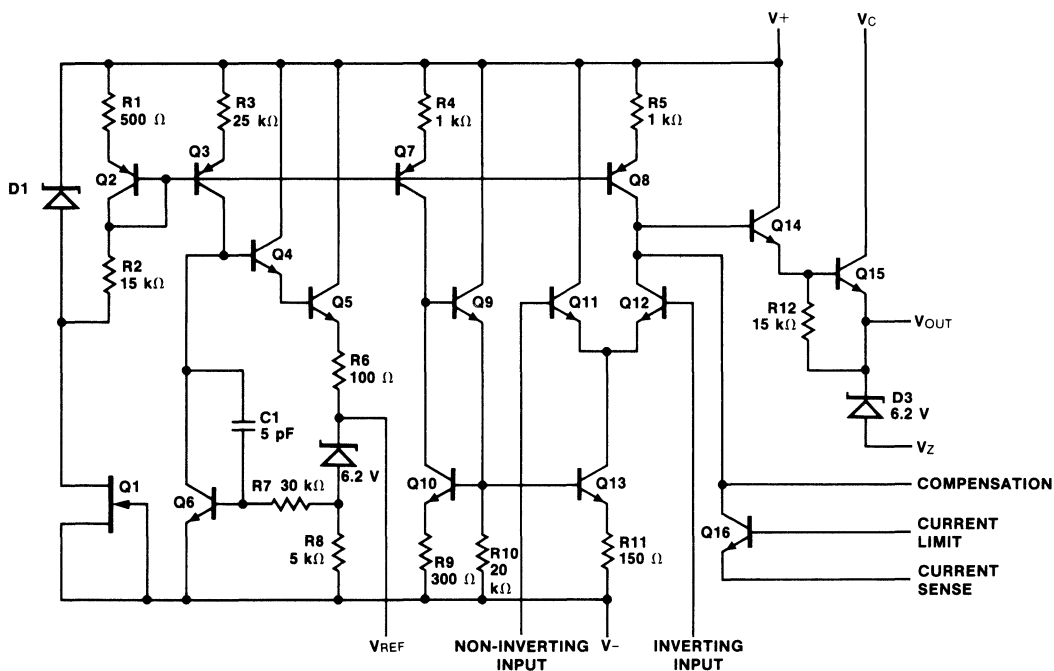 V+
VC
R1
500 Ω
R3
25 kΩ
R4
1 kΩ
R5
1 kΩ
D1
Q2
Q3
Q7
Q8
Q14
R2
15 kΩ
Q4
Q15
Q5
Q9
Q11
Q12
R12
15 kΩ
VOUT
R6
100 Ω
D3
6.2 V
C1
5 pF
6.2 V
VZ
Q1
Q6
R7 30 kΩ
Q10
Q13
COMPENSATION
R8
5 kΩ
R9
300 Ω
R10
20
kΩ
R11
150 Ω
Q16
CURRENT
LIMIT
CURRENT
SENSE
VREF
NON-INVERTING
INPUT
V−
INVERTING
INPUT